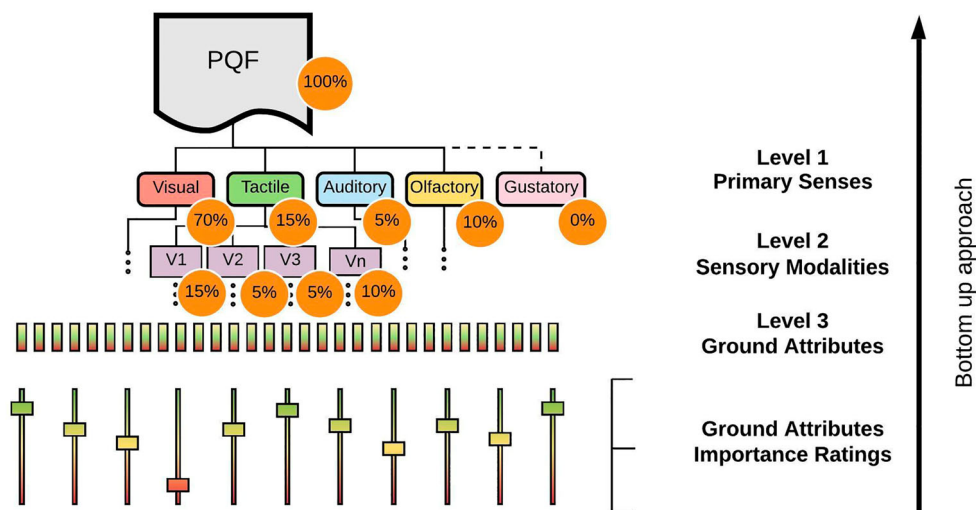 PQF
100%
Level 1
Primary Senses
Visual
Tactile
Auditory
Olfactory
Gustatory
70%
15%
5%
10%
0%
Level 2
Sensory Modalities
V1
V2
V3
Vn
15%
5%
5%
10%
Level 3
Ground Attributes
Ground Attributes
Importance Ratings
Bottom up approach